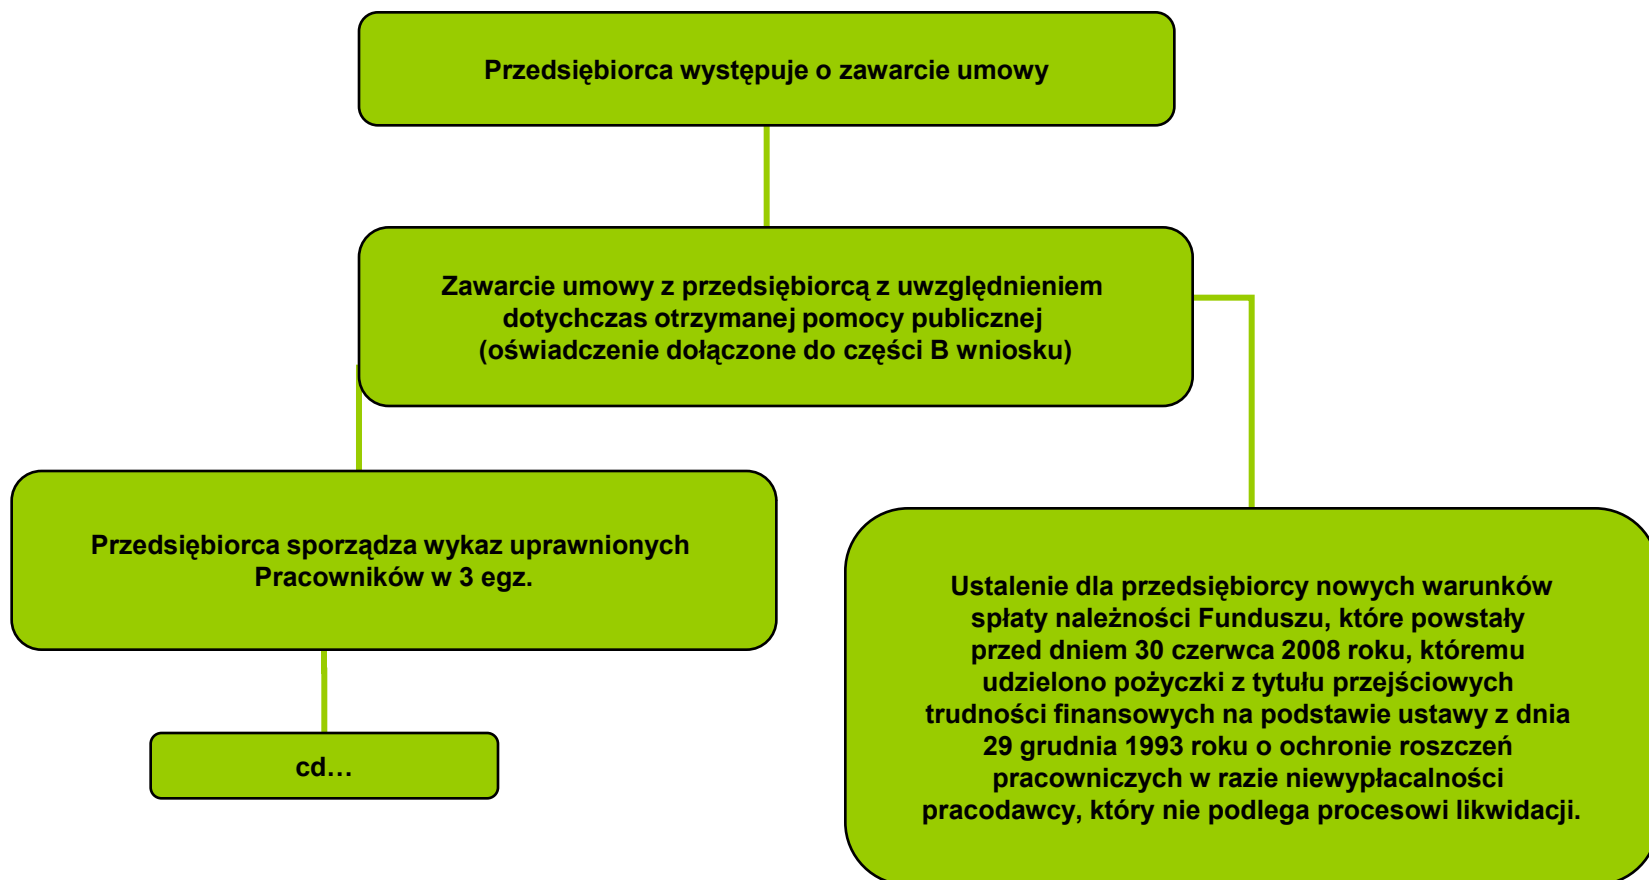 Przedsiębiorca występuje o zawarcie umowy
Zawarcie umowy z przedsiębiorcą z uwzględnieniem
dotychczas otrzymanej pomocy publicznej
(oświadczenie dołączone do części B wniosku)
Przedsiębiorca sporządza wykaz uprawnionych
Pracowników w 3 egz.
cd…
Ustalenie dla przedsiębiorcy nowych warunków
spłaty należności Funduszu, które powstały
przed dniem 30 czerwca 2008 roku, któremu
udzielono pożyczki z tytułu przejściowych
trudności finansowych na podstawie ustawy z dnia
29 grudnia 1993 roku o ochronie roszczeń
pracowniczych w razie niewypłacalności
pracodawcy, który nie podlega procesowi likwidacji.